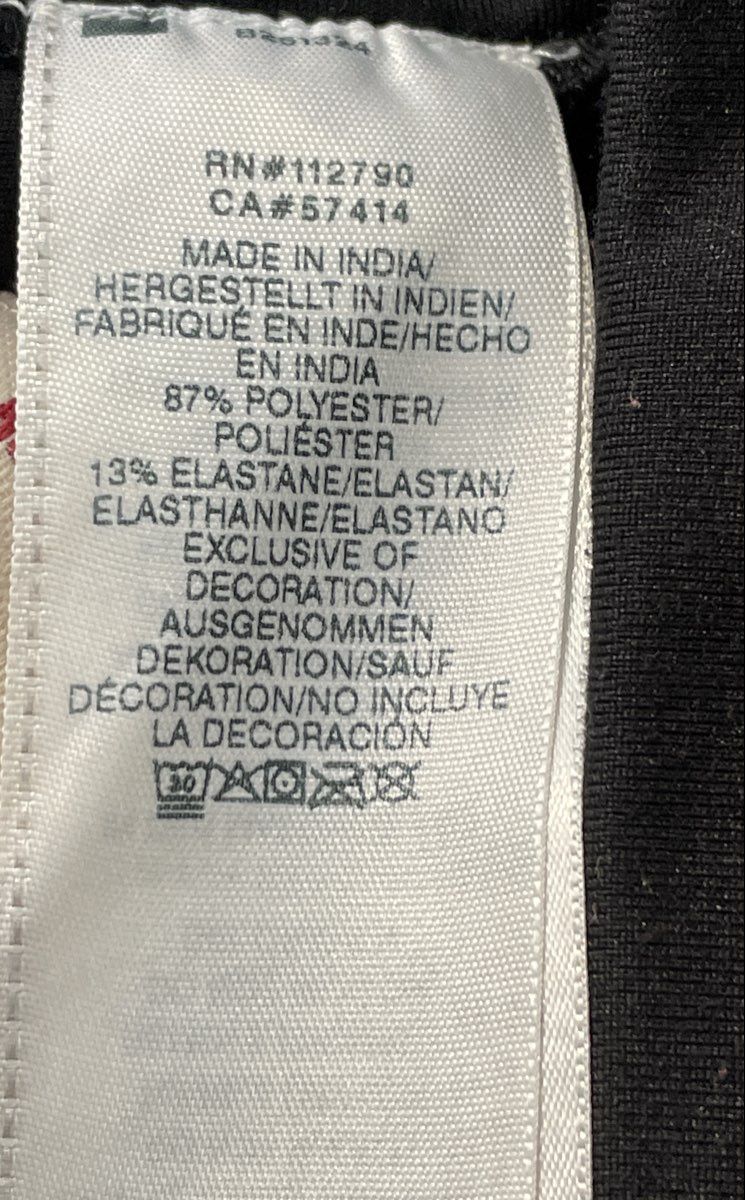 RN#112790
CA#57414
MADE IN INDIA/
HERGESTELLT IN INDIEN/
FABRIQUÉ EN INDE/HECHO
EN INDIA
87% POLYESTER/
POLIÉSTER
13% ELASTANE/ELASTAN/
ELASTHANNE/ELASTANO
EXCLUSIVE OF
DECORATION/
AUSGENOMMEN
DEKORATION/SAUF
DÉCORATION/NO INCLUYE
LA DECORACIÓN
30